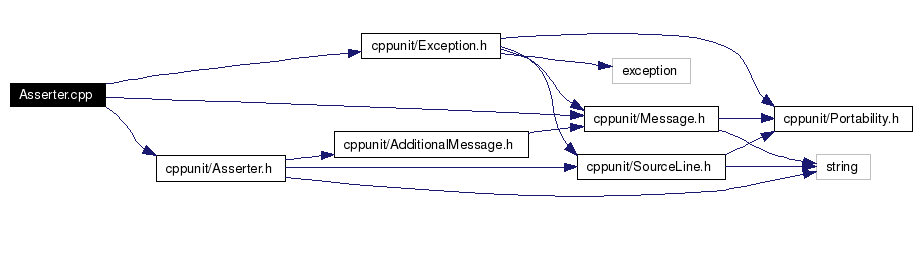 cppunit/Exception.h
exception
Asserter.cpp
cppunit/Message.h
cppunit/Portability.h
cppunit/AdditionalMessage.h
cppunit/Asserter.h
cppunit/SourceLine.h
string